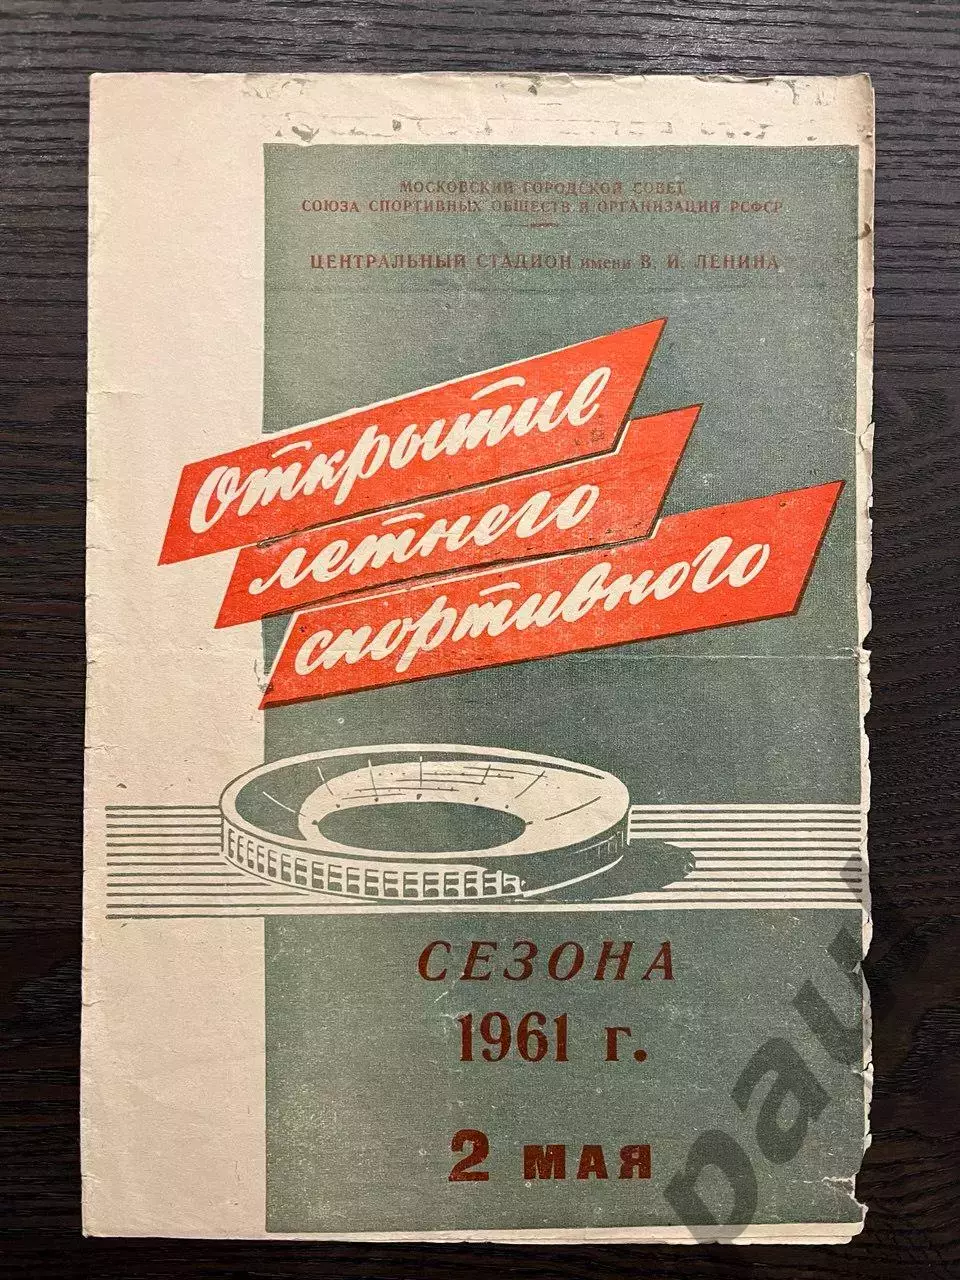 МОСКОВСКИЙ ГОРОДСКОЙ СОВЕТ
СОЮЗА СПОРТИВНЫХ ОБЩЕСТВ И ОРГАНИЗАЦИЙ РСФСР
ЦЕНТРАЛЬНЫЙ СТАДИОН имени В. И. ЛЕНИНА
Открытие
летнего
спортивного
СЕЗОНА
1961 г.
2 МАЯ